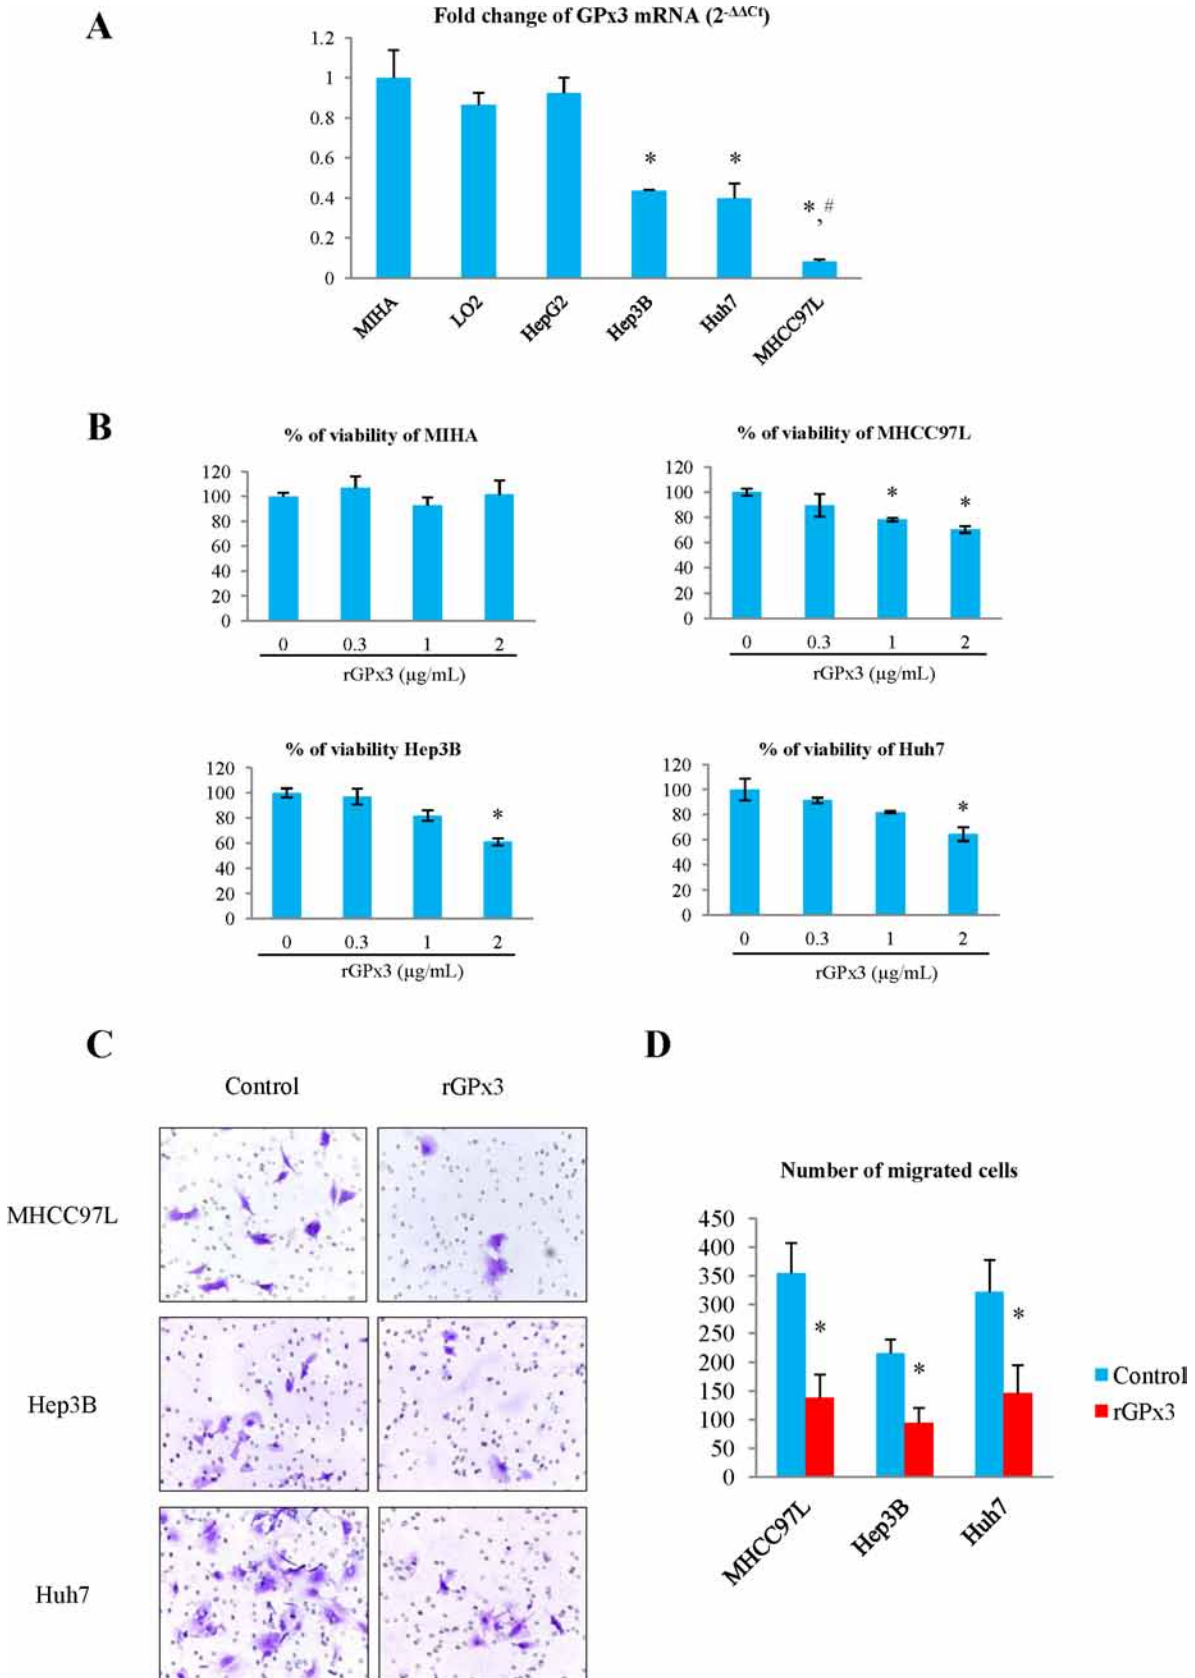 A
Fold change of GPx3 mRNA (2-ΔΔCt)
1.2
1
0.8
0.6
0.4
0.2
0
* * *,#
MIHA LO2 HepG2 Hep3B Huh7 MHCC97L
B
% of viability of MIHA
120
100
80
60
40
20
0
0 0.3 1 2
rGPx3 (μg/mL)
% of viability of MHCC97L
120
100
80
60
40
20
0
* *
0 0.3 1 2
rGPx3 (μg/mL)
% of viability Hep3B
120
100
80
60
40
20
0
*
0 0.3 1 2
rGPx3 (μg/mL)
% of viability of Huh7
120
100
80
60
40
20
0
*
0 0.3 1 2
rGPx3 (μg/mL)
C
Control rGPx3
MHCC97L
Hep3B
Huh7
D
Number of migrated cells
450
400
350
300
250
200
150
100
50
0
* * *
MHCC97L Hep3B Huh7
Control
rGPx3